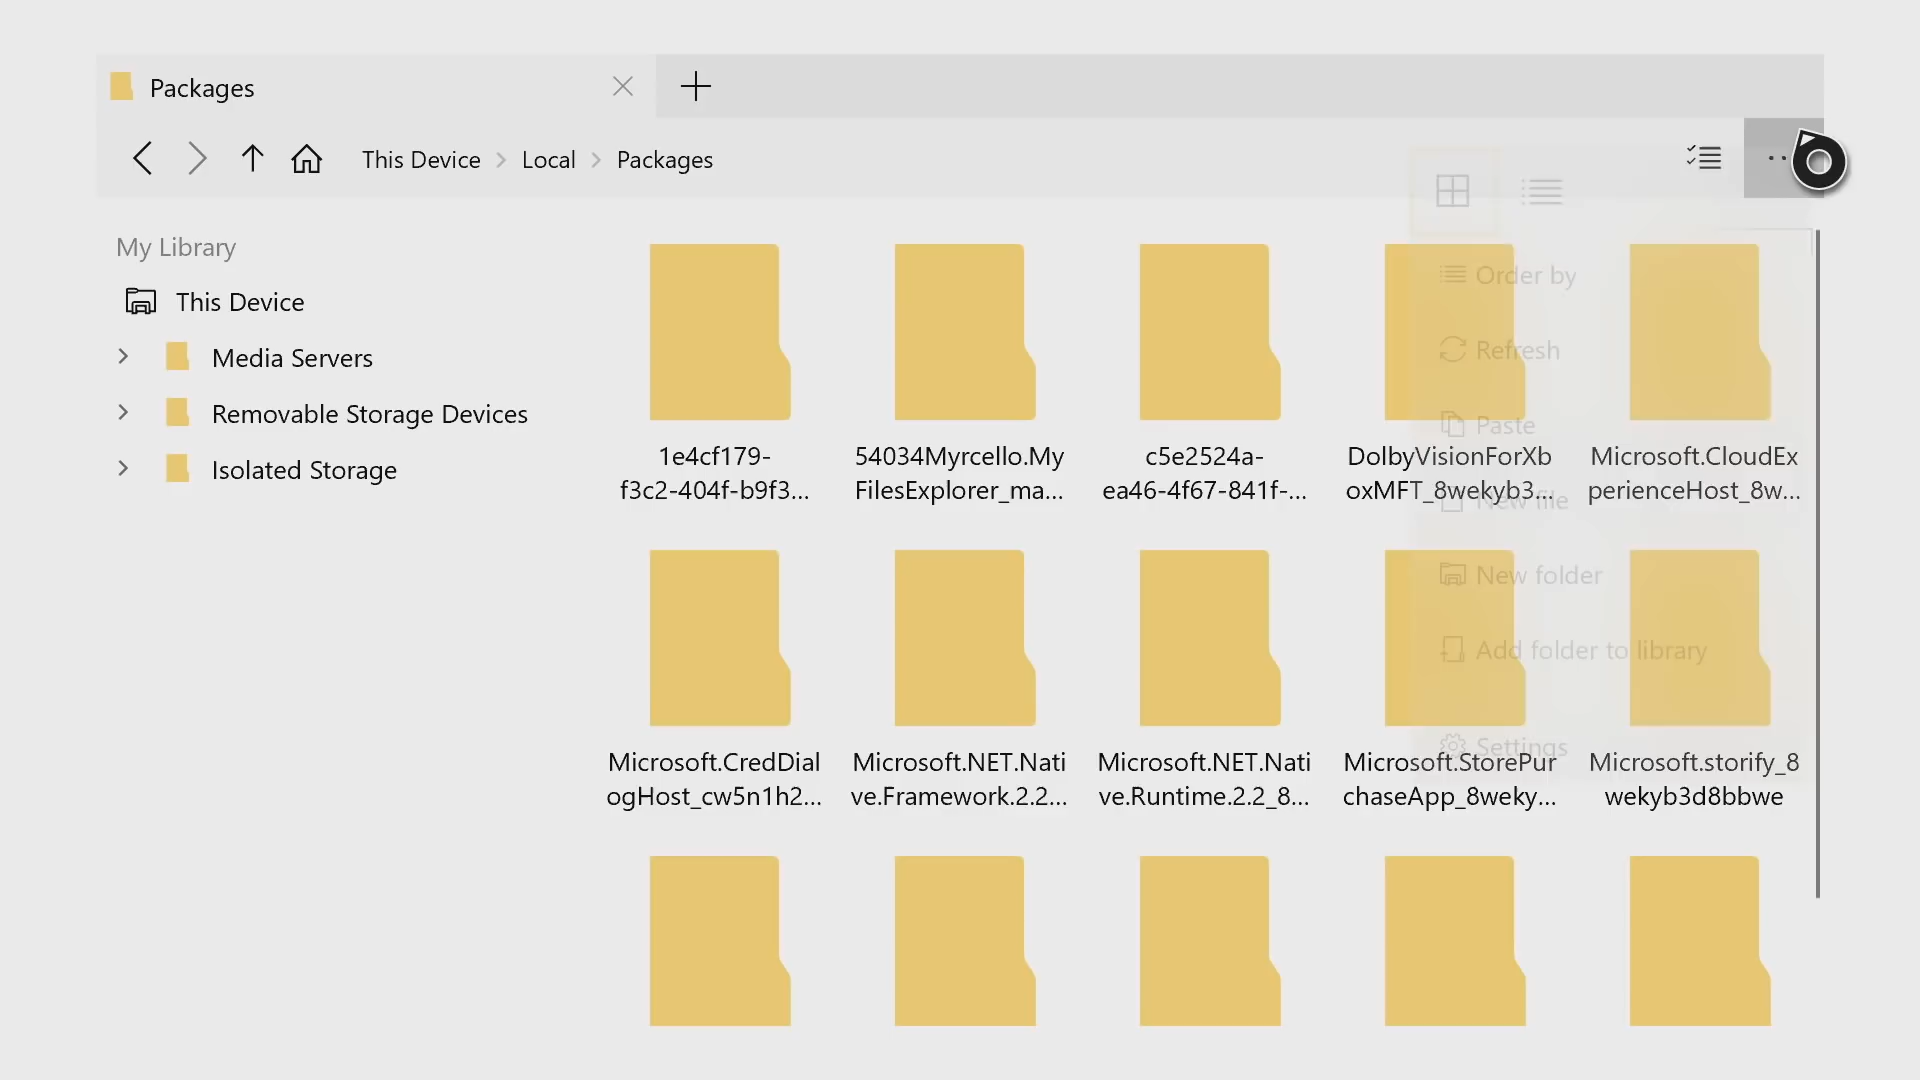 Packages
This Device
Local
Packages
My Library
This Device
Media Servers
Removable Storage Devices
Isolated Storage
Order by
Refresh
Paste
New file
New folder
Add folder to library
Settings
1e4cf179-
f3c2-404f-b9f3...
54034Myrcello.My
FilesExplorer_ma...
c5e2524a-
ea46-4f67-841f-...
DolbyVisionForXb
oxMFT_8wekyb3...
Microsoft.CloudEx
perienceHost_8w...
Microsoft.CredDial
ogHost_cw5n1h2...
Microsoft.NET.Nati
ve.Framework.2.2...
Microsoft.NET.Nati
ve.Runtime.2.2_8...
Microsoft.StorePur
chaseApp_8weky...
Microsoft.storify_8
wekyb3d8bbwe